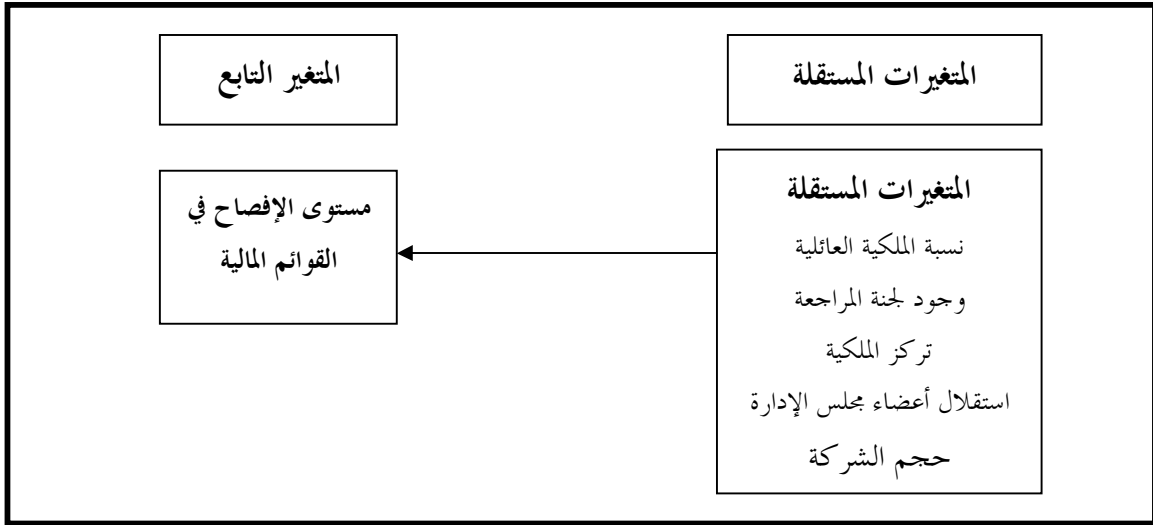 المتغيرات المستقلة
المتغير التابع
المتغيرات المستقلة
نسبة الملكية العائلية
وجود لجنة المراجعة
تركز الملكية
استقلال أعضاء مجلس الإدارة
حجم الشركة
مستوى الإفصاح في
القوائم المالية